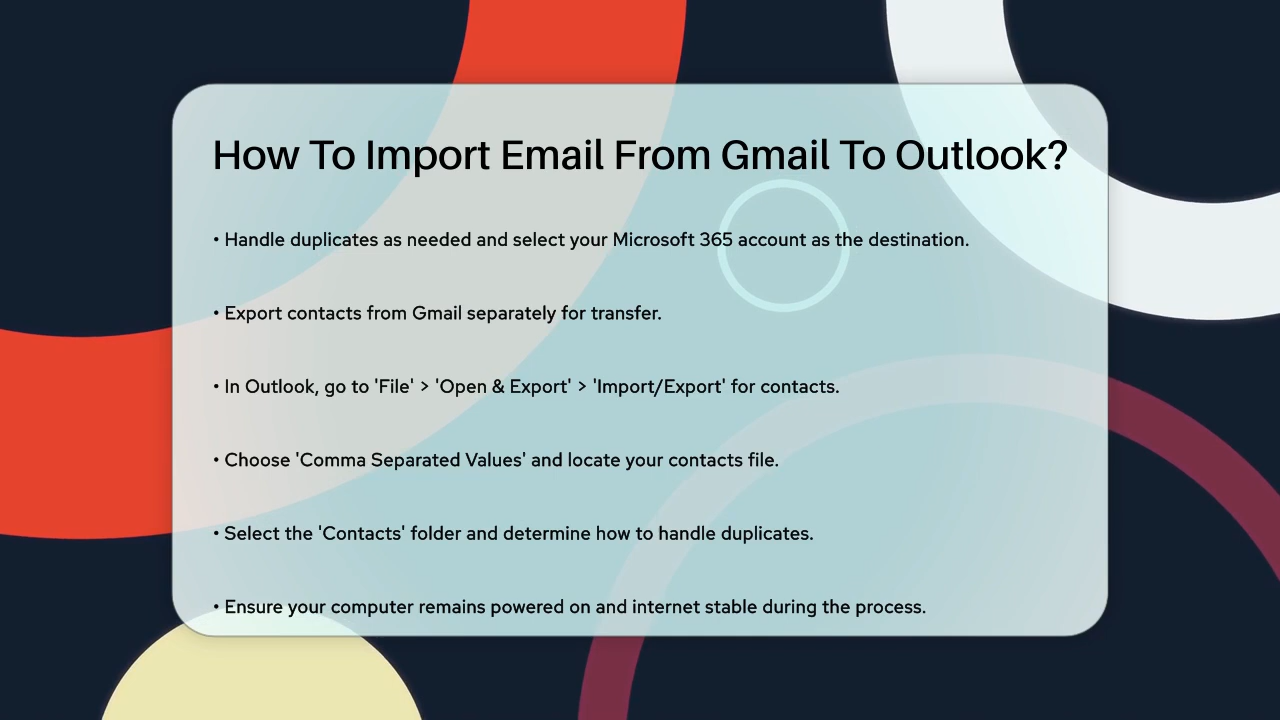 How To Import Email From Gmail To Outlook?
• Handle duplicates as needed and select your Microsoft 365 account as the destination.
• Export contacts from Gmail separately for transfer.
• In Outlook, go to 'File' > 'Open & Export' > 'Import/Export' for contacts.
• Choose 'Comma Separated Values' and locate your contacts file.
• Select the 'Contacts' folder and determine how to handle duplicates.
• Ensure your computer remains powered on and internet stable during the process.